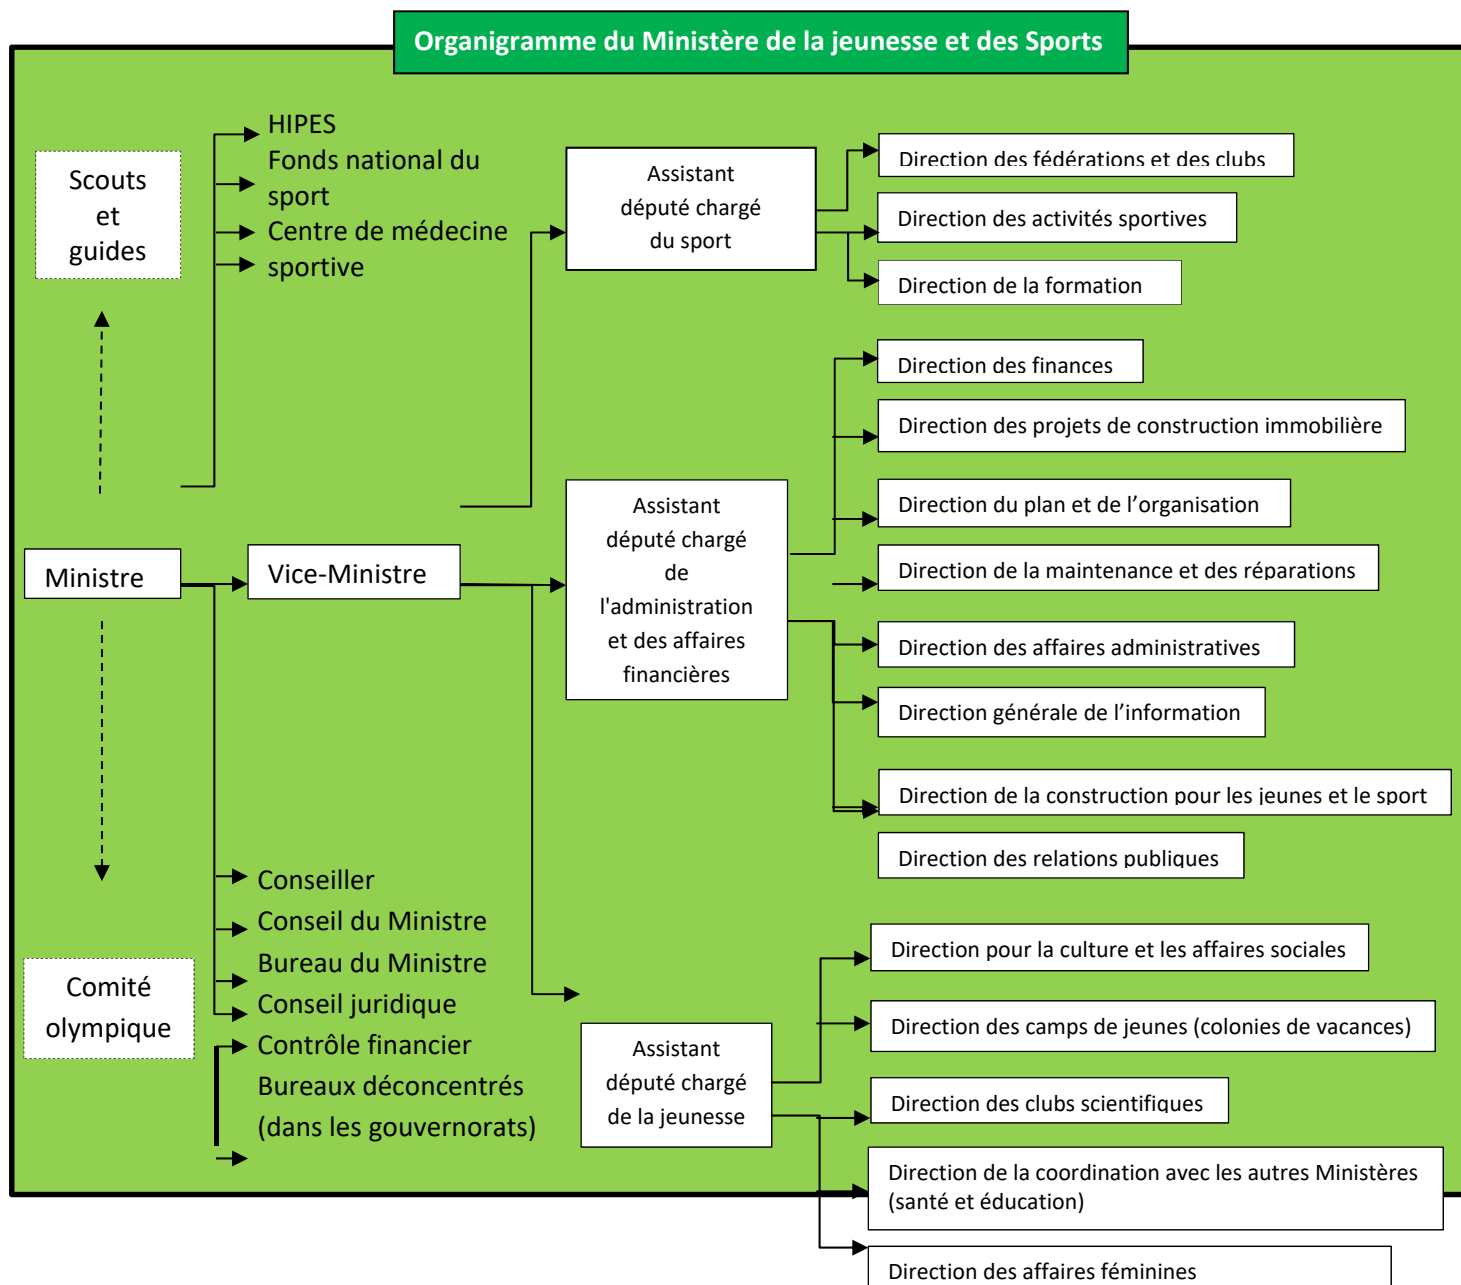 Organigramme du Ministère de la jeunesse et des Sports
Scouts
et
guides
HIPES
Fonds national du
sport
Centre de médecine
sportive
Ministre
Vice-Ministre
Comité
olympique
Conseiller
Conseil du Ministre
Bureau du Ministre
Conseil juridique
Contrôle financier
Bureaux déconcentrés
(dans les gouvernorats)
Assistant
député chargé
du sport
Direction des fédérations et des clubs
Direction des activités sportives
Direction de la formation
Assistant
député chargé
de
l'administration
et des affaires
financières
Direction des finances
Direction des projets de construction immobilière
Direction du plan et de l’organisation
Direction de la maintenance et des réparations
Direction des affaires administratives
Direction générale de l’information
Direction de la construction pour les jeunes et le sport
Direction des relations publiques
Assistant
député chargé
de la jeunesse
Direction pour la culture et les affaires sociales
Direction des camps de jeunes (colonies de vacances)
Direction des clubs scientifiques
Direction de la coordination avec les autres Ministères
(santé et éducation)
Direction des affaires féminines